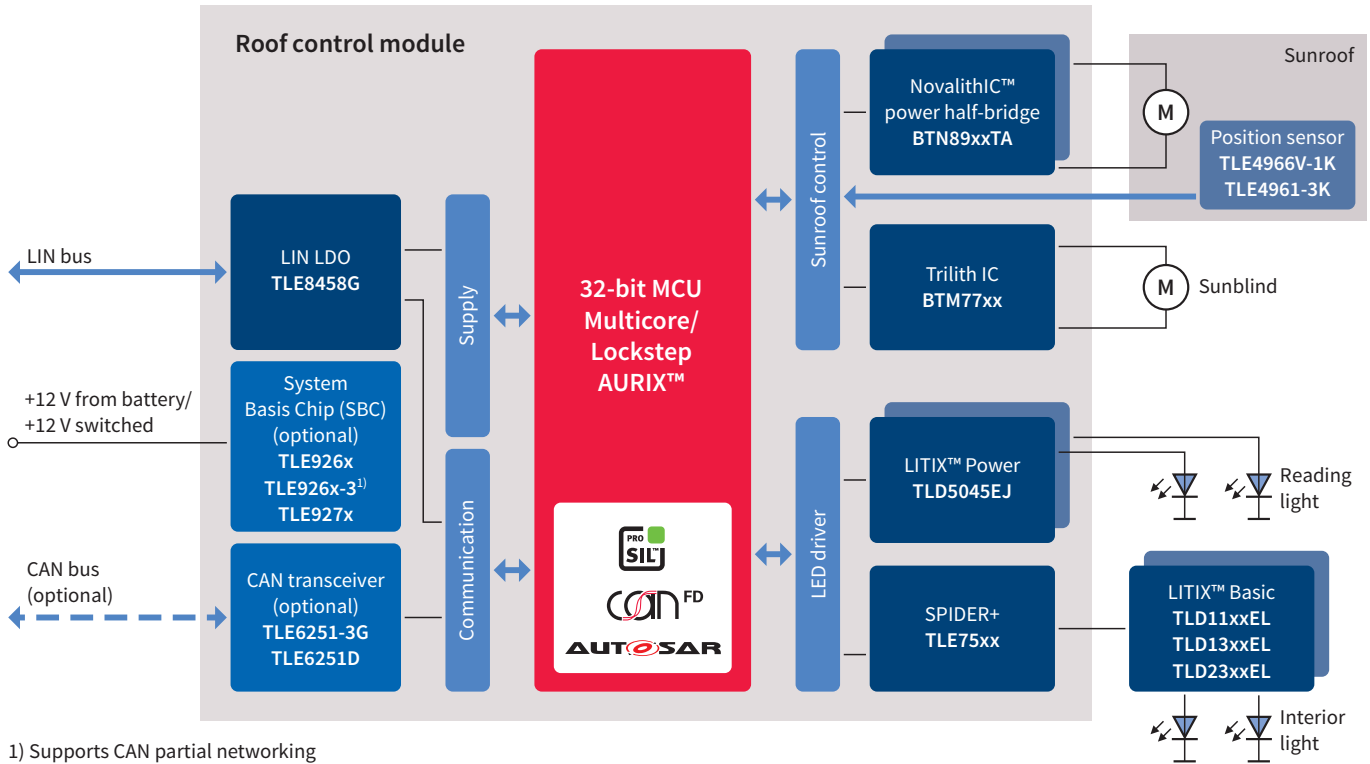 Roof control module
Sunroof
NovalithIC™
power half-bridge
BTN89xxTA
M
Position sensor
TLE4966V-1K
TLE4961-3K
Sunroof control
LIN bus
LIN LDO
TLE8458G
Supply
32-bit MCU
Multicore/
Lockstep
AURIX™
Trilith IC
BTM77xx
M
Sunblind
+12 V from battery/
+12 V switched
System
Basis Chip (SBC)
(optional)
TLE926x
TLE926x-3¹⁾
TLE927x
LITIX™ Power
TLD5045EJ
Reading
light
LED driver
Communication
PRO
SIL™
CAN FD
AUTOSAR
CAN bus
(optional)
CAN transceiver
(optional)
TLE6251-3G
TLE6251D
SPIDER+
TLE75xx
LITIX™ Basic
TLD11xxEL
TLD13xxEL
TLD23xxEL
Interior
light
1) Supports CAN partial networking